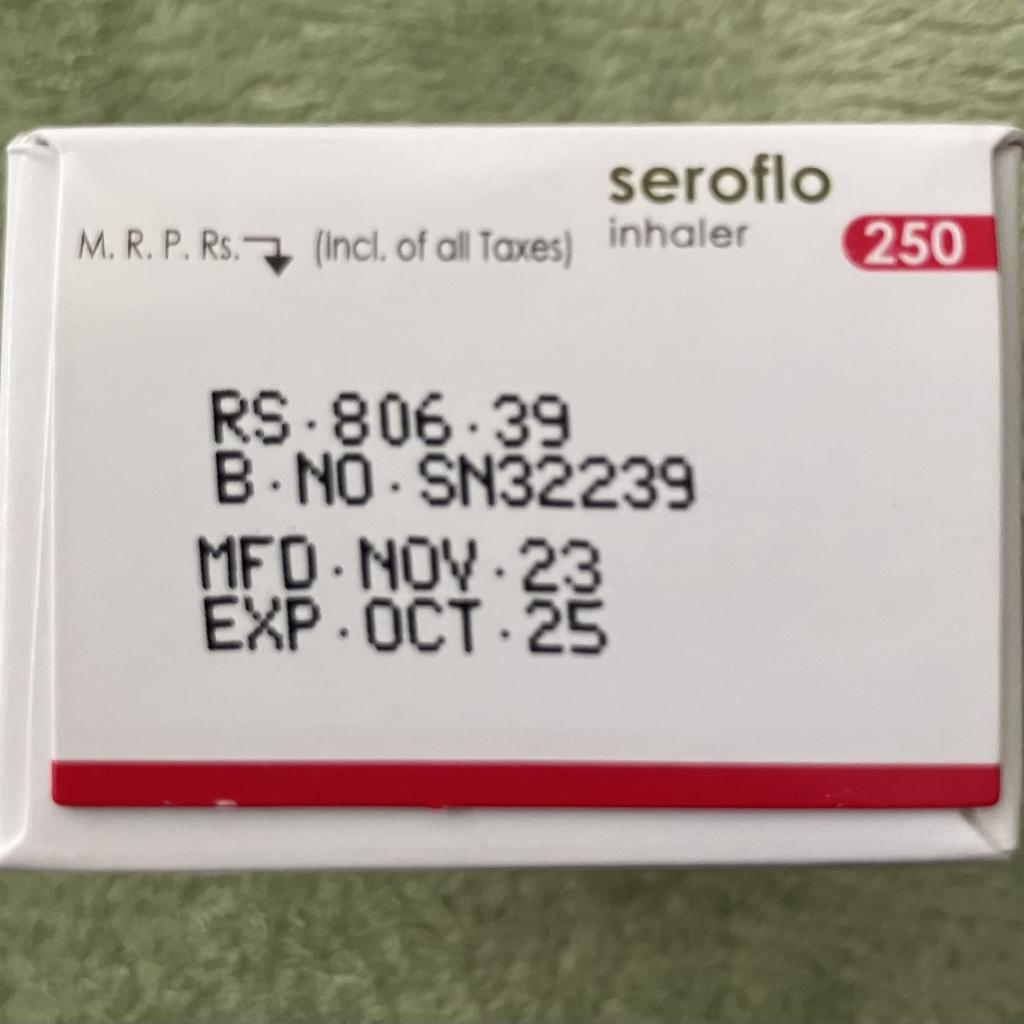 seroflo
inhaler
250
M. R. P. Rs. (Incl. of all Taxes)
RS.806.39
B.NO.SN32239
MFD.NOV.23
EXP.OCT.25